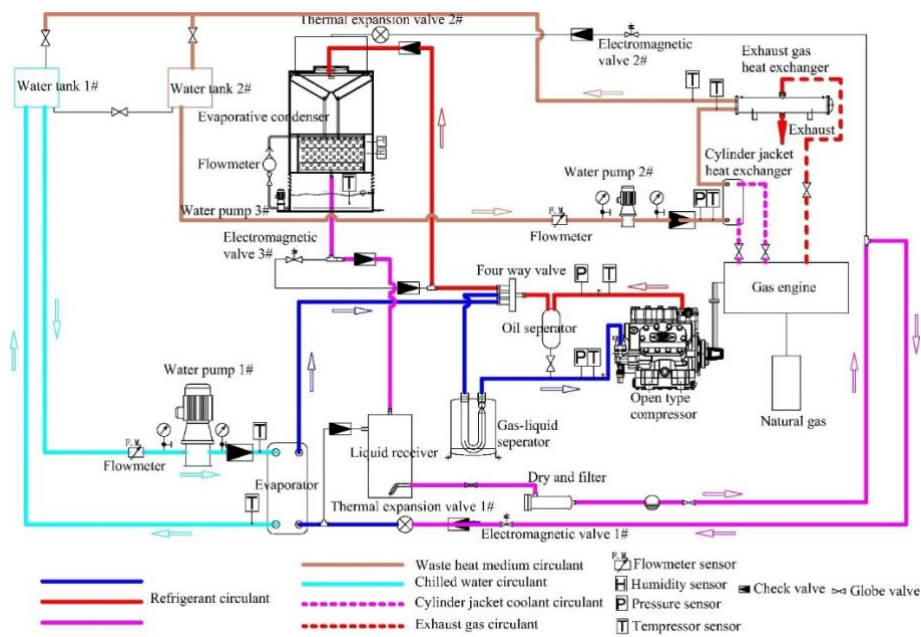 Thermal expansion valve 2#
Electromagnetic
valve 2#
Exhaust gas
heat exchanger
Water tank 1#
Water tank 2#
T
T
Evaporative condenser
Exhaust
Flowmeter
T
Cylinder jacket
heat exchanger
Water pump 2#
Water pump 3#
F.M.
PT
Flowmeter
Electromagnetic
valve 3#
Four way valve
P
T
Gas engine
Oil seperator
Water pump 1#
PT
Open type
compressor
Natural gas
F.M.
T
Gas-liquid
seperator
Flowmeter
Liquid receiver
Evaporator
Dry and filter
T
Thermal expansion valve 1#
Electromagnetic valve 1#
Refrigerant circulant
Waste heat medium circulant
Chilled water circulant
Cylinder jacket coolant circulant
Exhaust gas circulant
F.M. Flowmeter sensor
H Humidity sensor
P Pressure sensor
T Tempressor sensor
Check valve
Globe valve